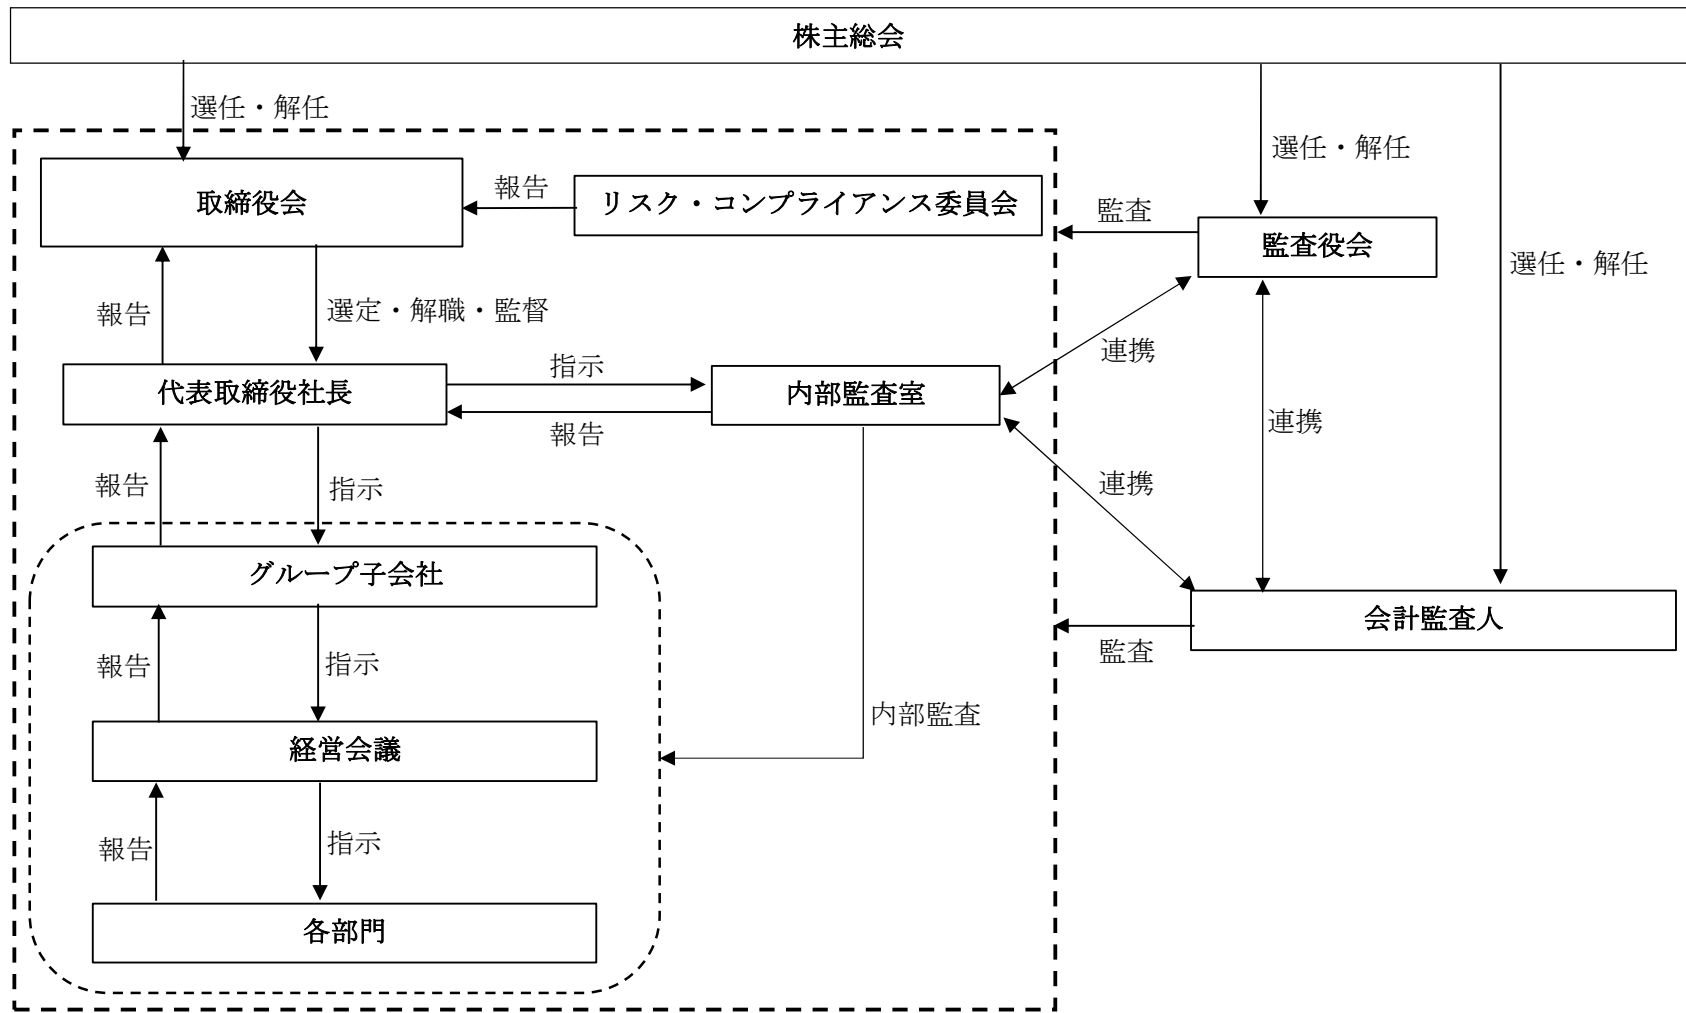 株主総会
選任・解任
選任・解任
選任・解任
取締役会
報告
リスク・コンプライアンス委員会
監査
監査役会
報告
選定・解職・監督
連携
代表取締役社長
指示
報告
内部監査室
連携
連携
報告
指示
グループ子会社
会計監査人
監査
報告
指示
内部監査
経営会議
報告
指示
各部門